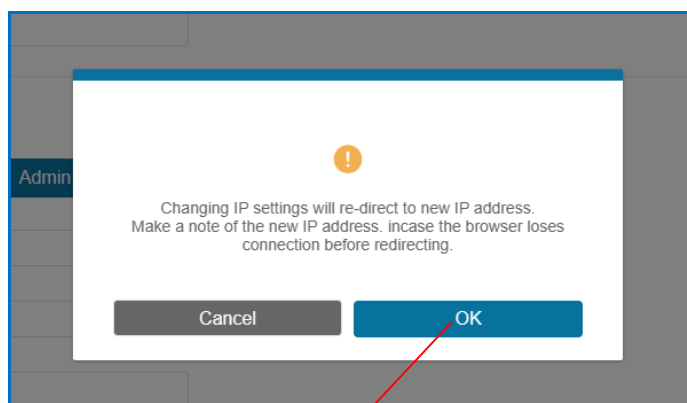 Admin
Changing IP settings will re-direct to new IP address.
Make a note of the new IP address. incase the browser loses
connection before redirecting.
Cancel
OK